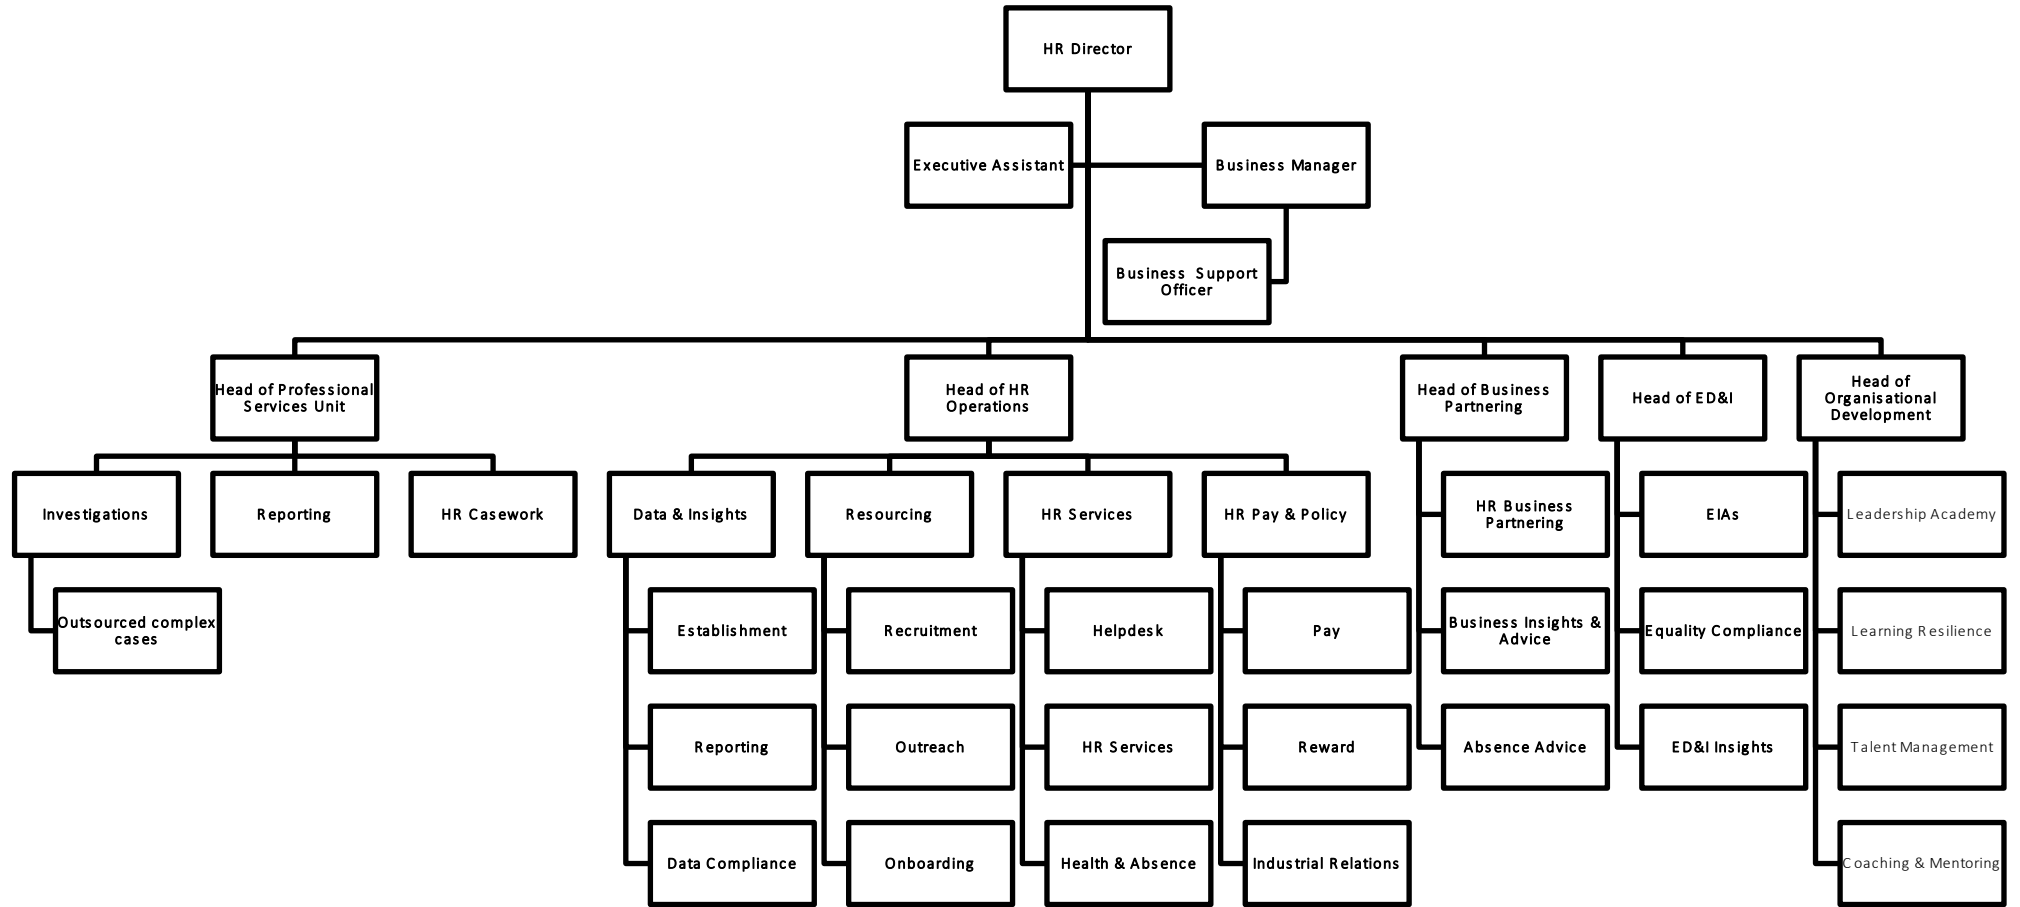 HR Director
Executive Assistant
Business Manager
Business Support
Officer
Head of Professional
Services Unit
Head of HR
Operations
Head of Business
Partnering
Head of ED&I
Head of
Organisational
Development
Investigations
Reporting
HR Casework
Data & Insights
Resourcing
HR Services
HR Pay & Policy
HR Business
Partnering
EIAs
Leadership Academy
Outsourced complex
cases
Establishment
Recruitment
Helpdesk
Pay
Business Insights &
Advice
Equality Compliance
Learning Resilience
Reporting
Outreach
HR Services
Reward
Absence Advice
ED&I Insights
Talent Management
Data Compliance
Onboarding
Health & Absence
Industrial Relations
Coaching & Mentoring